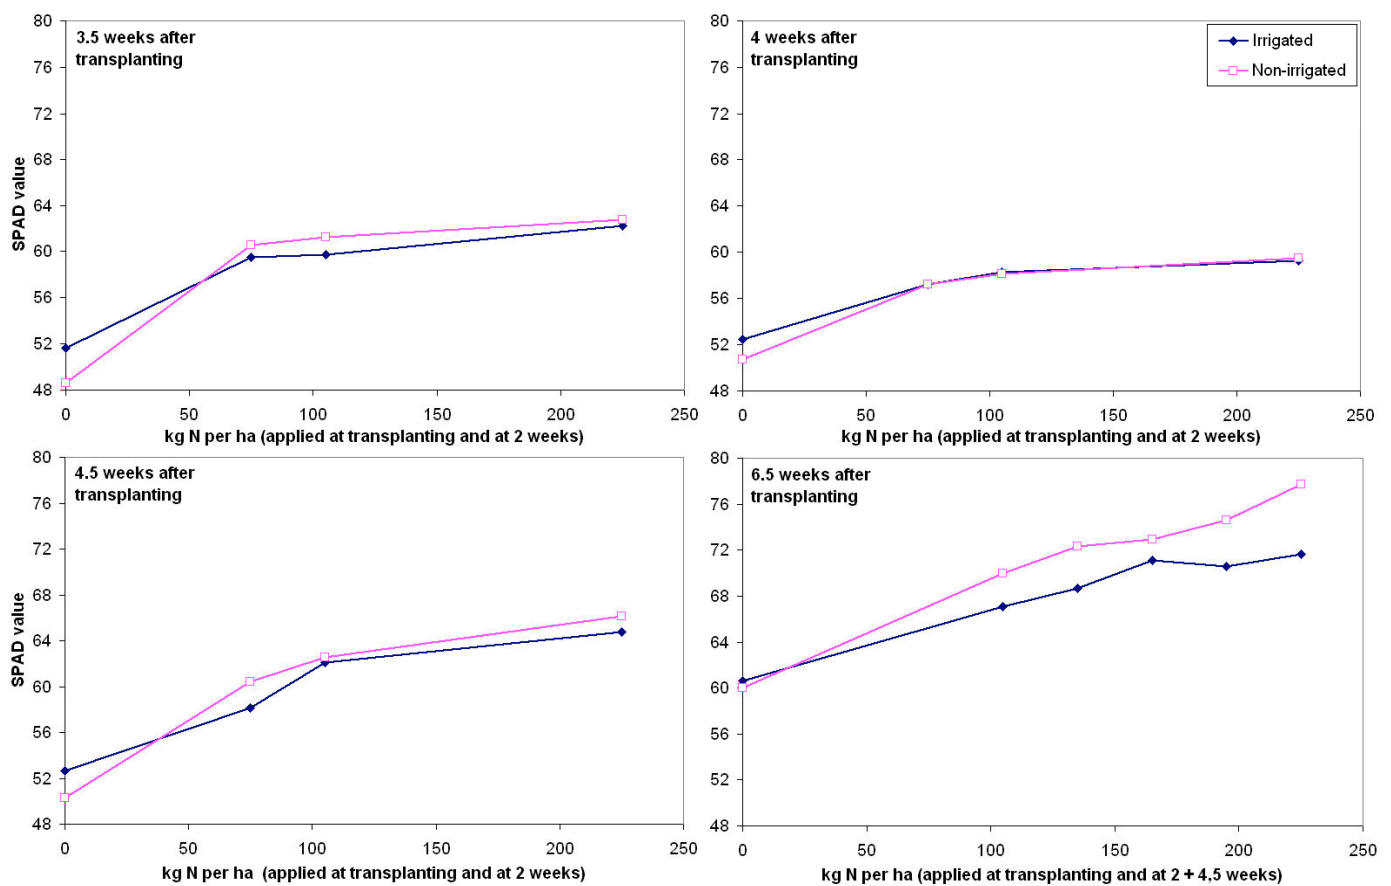 3.5 weeks after
transplanting
SPAD value
80
76
72
68
64
60
56
52
48
0 50 100 150 200 250
kg N per ha (applied at transplanting and at 2 weeks)
4 weeks after
transplanting
Irrigated
Non-irrigated
80
76
72
68
64
60
56
52
48
0 50 100 150 200 250
kg N per ha (applied at transplanting and at 2 weeks)
4.5 weeks after
transplanting
SPAD value
80
76
72
68
64
60
56
52
48
0 50 100 150 200 250
kg N per ha (applied at transplanting and at 2 weeks)
6.5 weeks after
transplanting
80
76
72
68
64
60
56
52
48
0 50 100 150 200 250
kg N per ha (applied at transplanting and at 2 + 4,5 weeks)